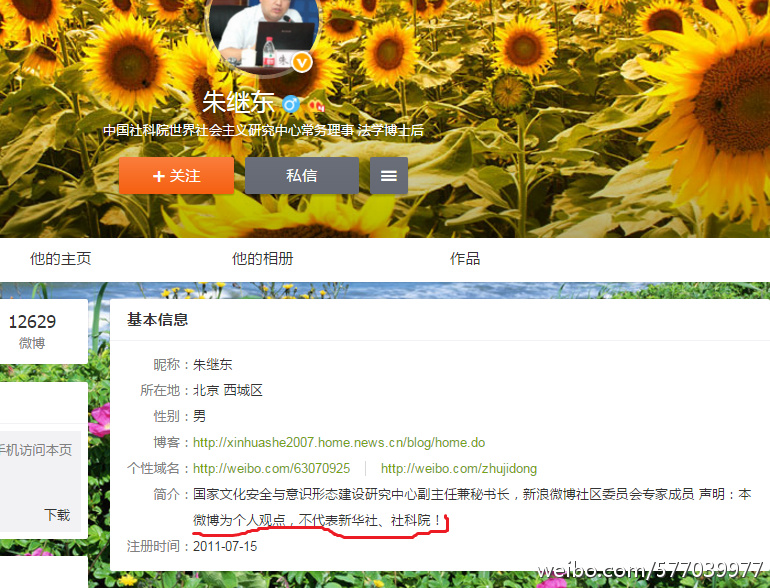 朱继东
中国社科院世界社会主义研究中心常务理事 法学博士后
+ 关注
私信
他的主页
他的相册
作品
12629
微博
基本信息
昵称：朱继东
所在地：北京 西城区
性别：男
博客：http://xinhuashe2007.home.news.cn/blog/home.do
个性域名：http://weibo.com/63070925 | http://weibo.com/zhujidong
手机访问本页
简介：国家文化安全与意识形态建设研究中心副主任兼秘书长，新浪微博社区委员会专家成员 声明：本
微博为个人观点，不代表新华社、社科院！
下载
注册时间：2011-07-15
weibo.com/577039977